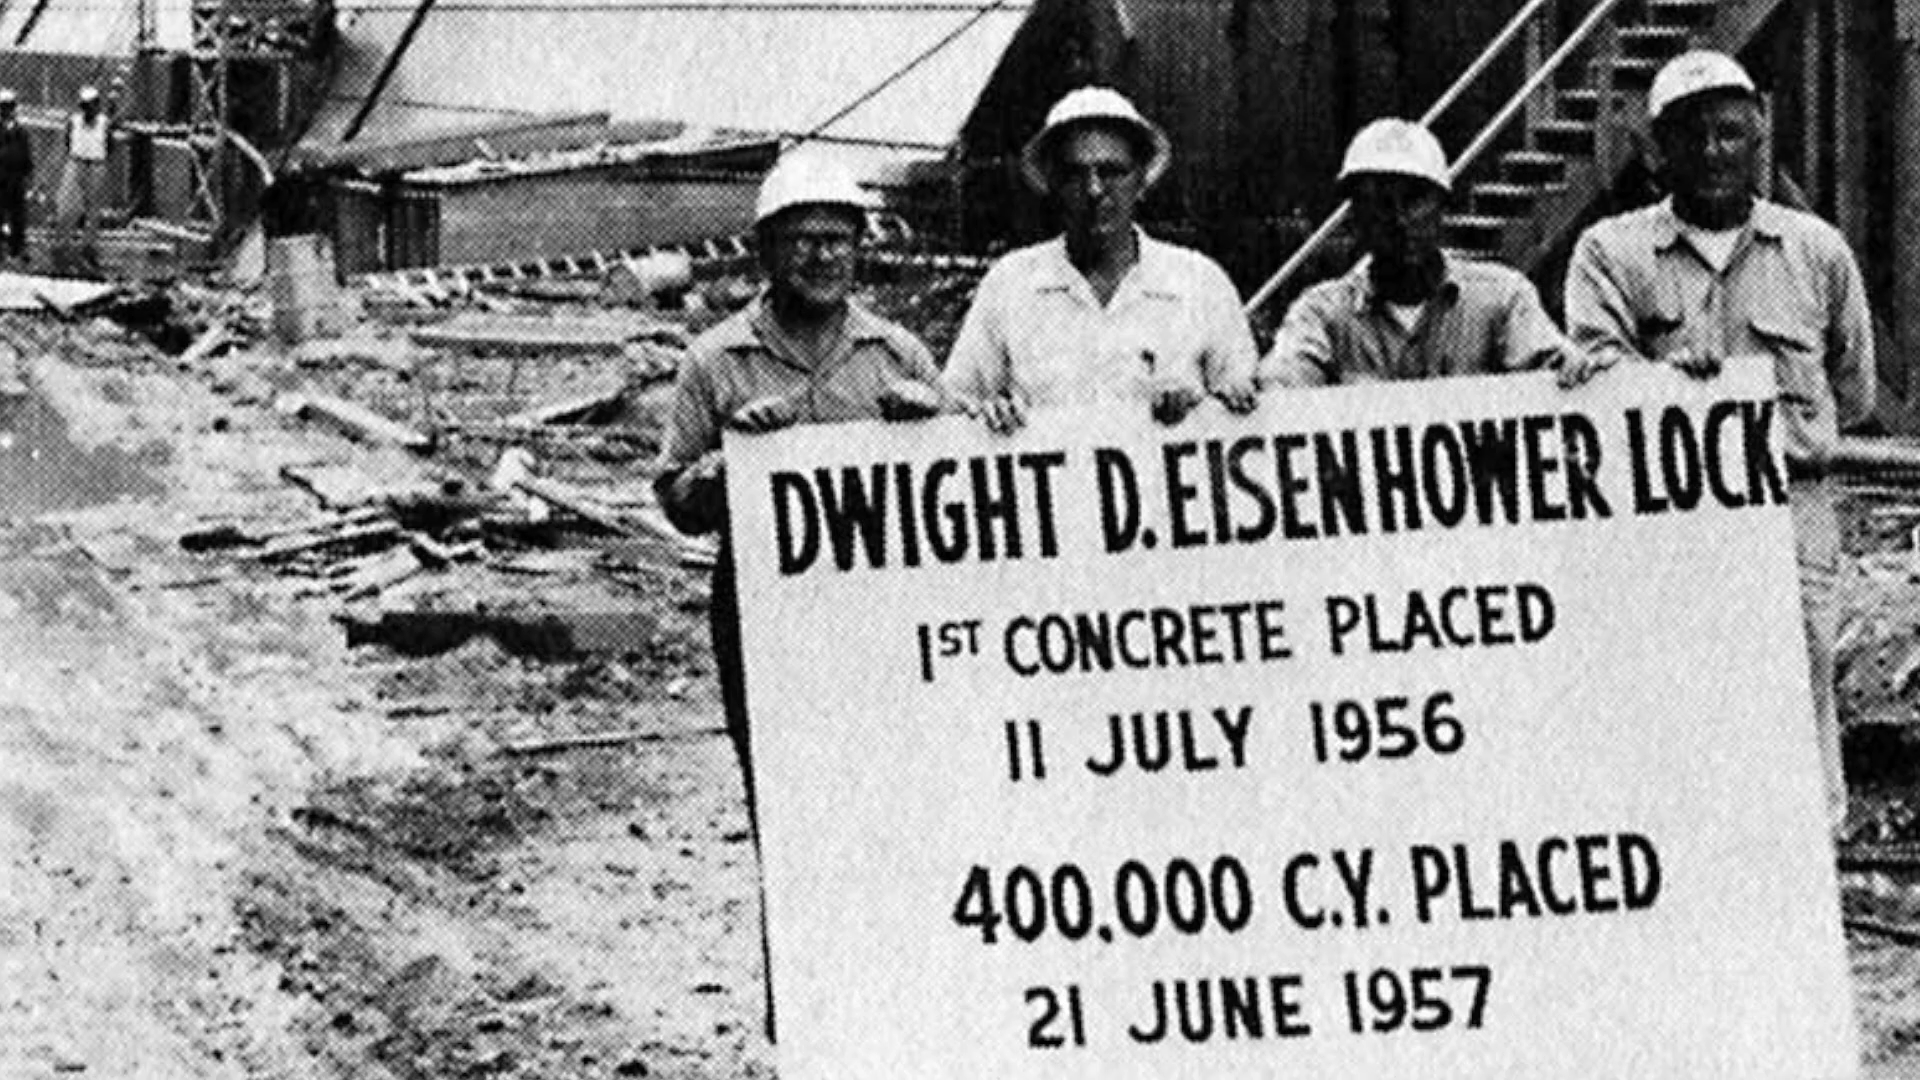 DWIGHT D. EISENHOWER LOCK
1ST CONCRETE PLACED
11 JULY 1956
400,000 C.Y. PLACED
21 JUNE 1957